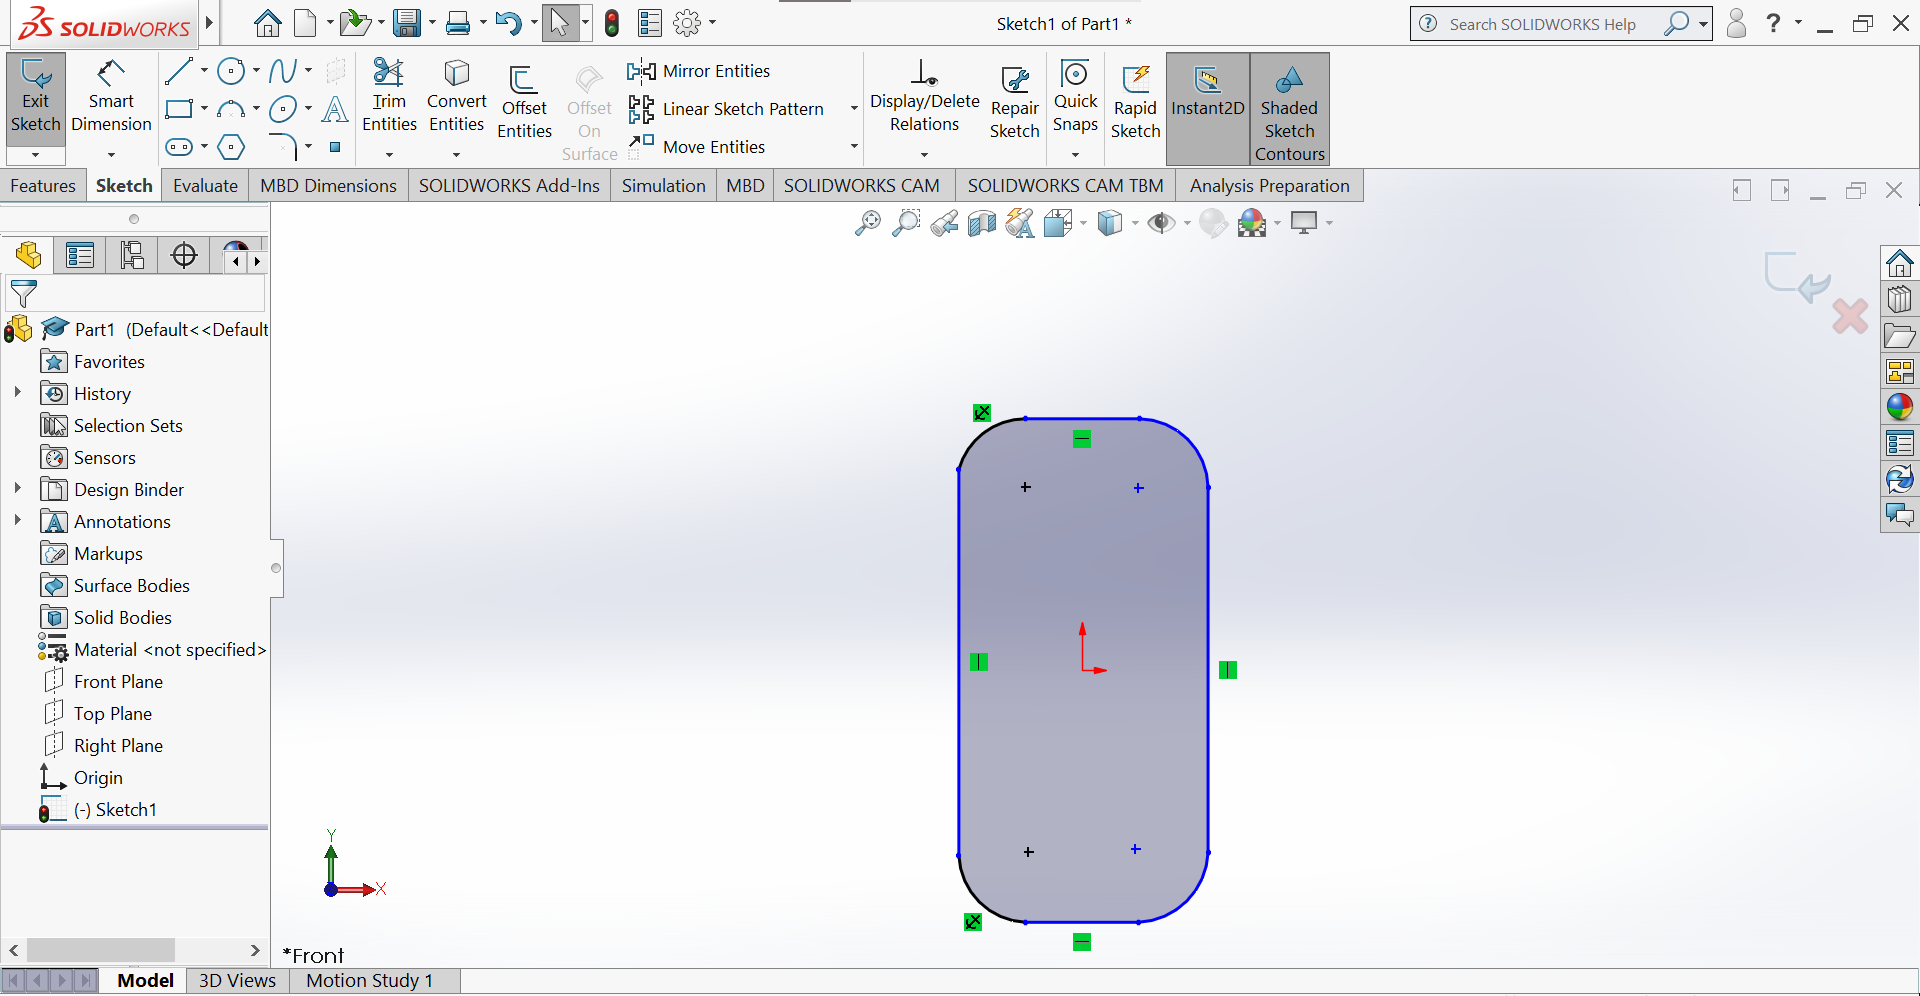 SOLIDWORKS
Sketch1 of Part1 *
Search SOLIDWORKS Help
?
Exit Sketch
Smart Dimension
Trim Entities
Convert Entities
Offset Entities
Offset On Surface
Mirror Entities
Linear Sketch Pattern
Move Entities
Display/Delete Relations
Repair Sketch
Quick Snaps
Rapid Sketch
Instant2D
Shaded Sketch Contours
Features
Sketch
Evaluate
MBD Dimensions
SOLIDWORKS Add-Ins
Simulation
MBD
SOLIDWORKS CAM
SOLIDWORKS CAM TBM
Analysis Preparation
Part1 (Default<<Default
Favorites
History
Selection Sets
Sensors
Design Binder
Annotations
Markups
Surface Bodies
Solid Bodies
Material <not specified>
Front Plane
Top Plane
Right Plane
Origin
(-) Sketch1
Y
X
*Front
Model
3D Views
Motion Study 1